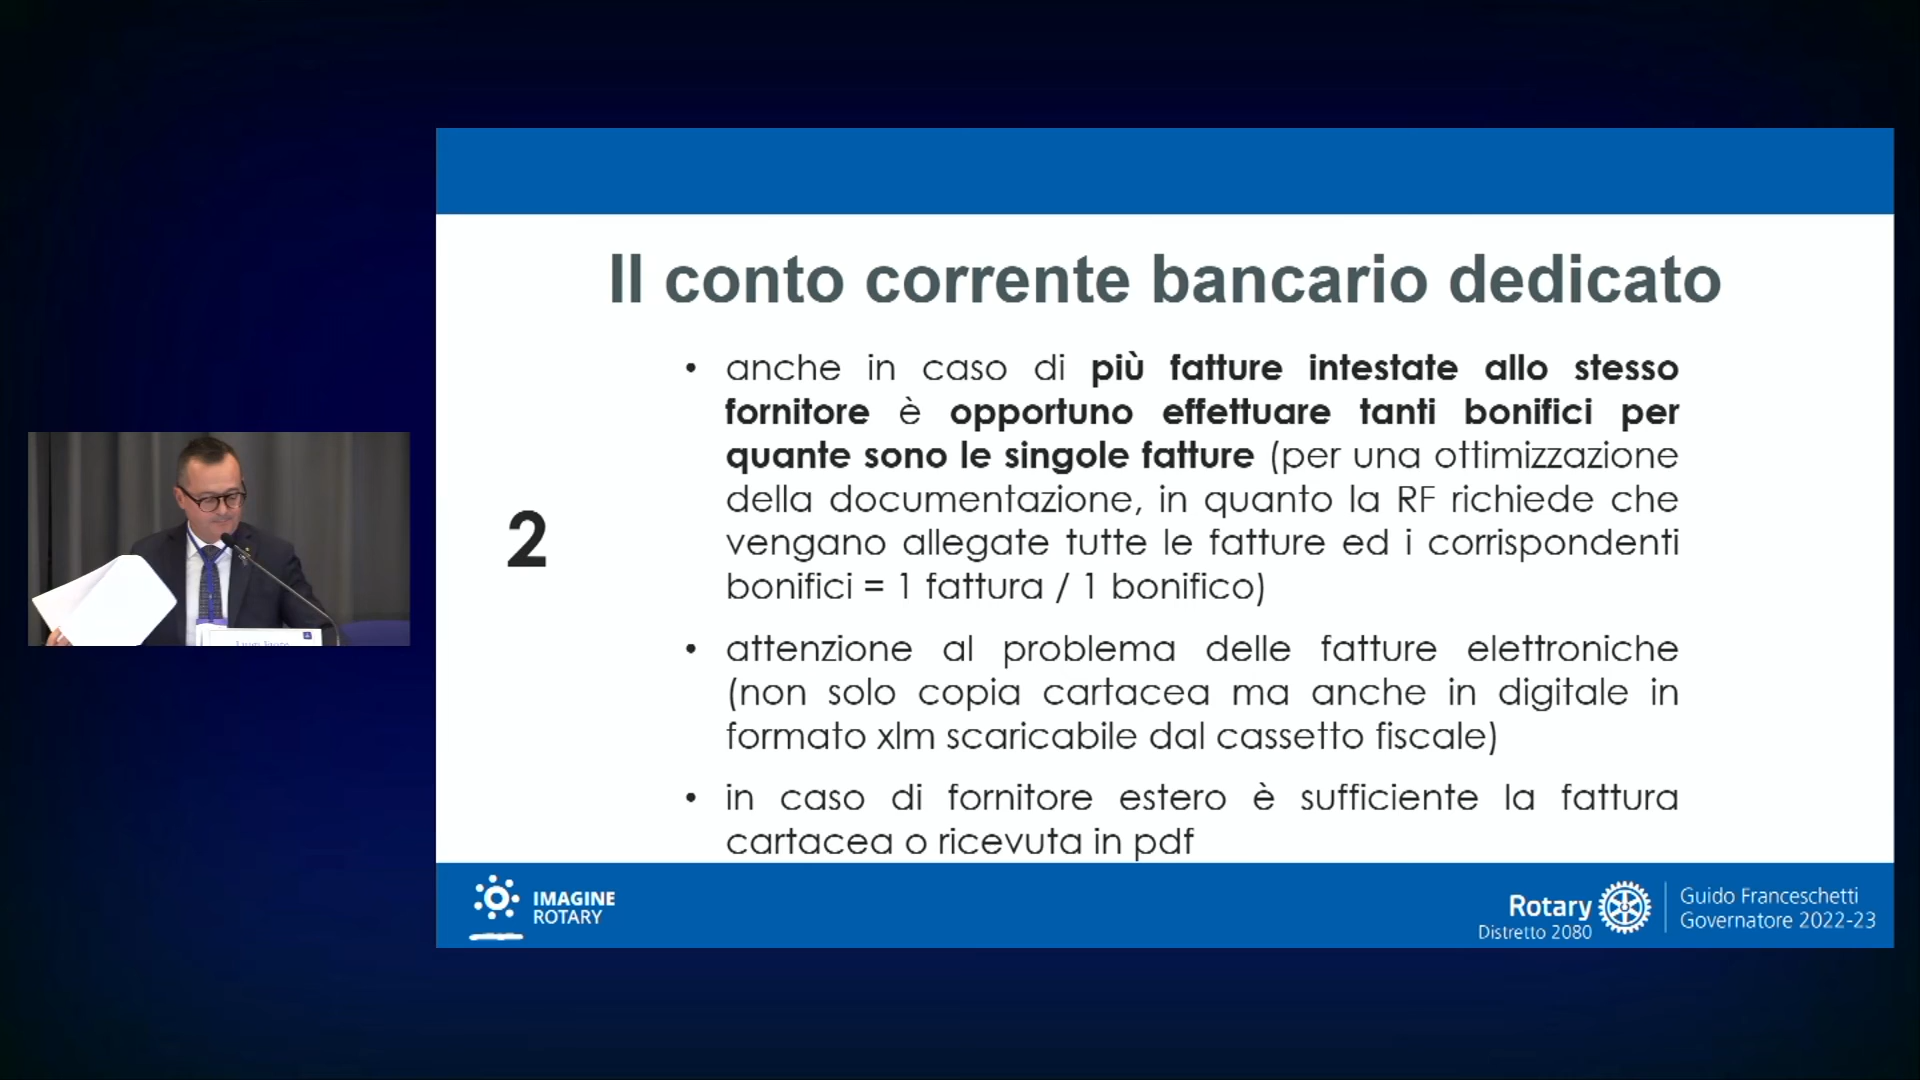 Il conto corrente bancario dedicato
• anche in caso di più fatture intestate allo stesso
fornitore è opportuno effettuare tanti bonifici per
quante sono le singole fatture (per una ottimizzazione
della documentazione, in quanto la RF richiede che
vengano allegate tutte le fatture ed i corrispondenti
bonifici = 1 fattura / 1 bonifico)
2
• attenzione al problema delle fatture elettroniche
(non solo copia cartacea ma anche in digitale in
formato xlm scaricabile dal cassetto fiscale)
• in caso di fornitore estero è sufficiente la fattura
cartacea o ricevuta in pdf
IMAGINE
ROTARY
Rotary
Distretto 2080
Guido Franceschetti
Governatore 2022-23